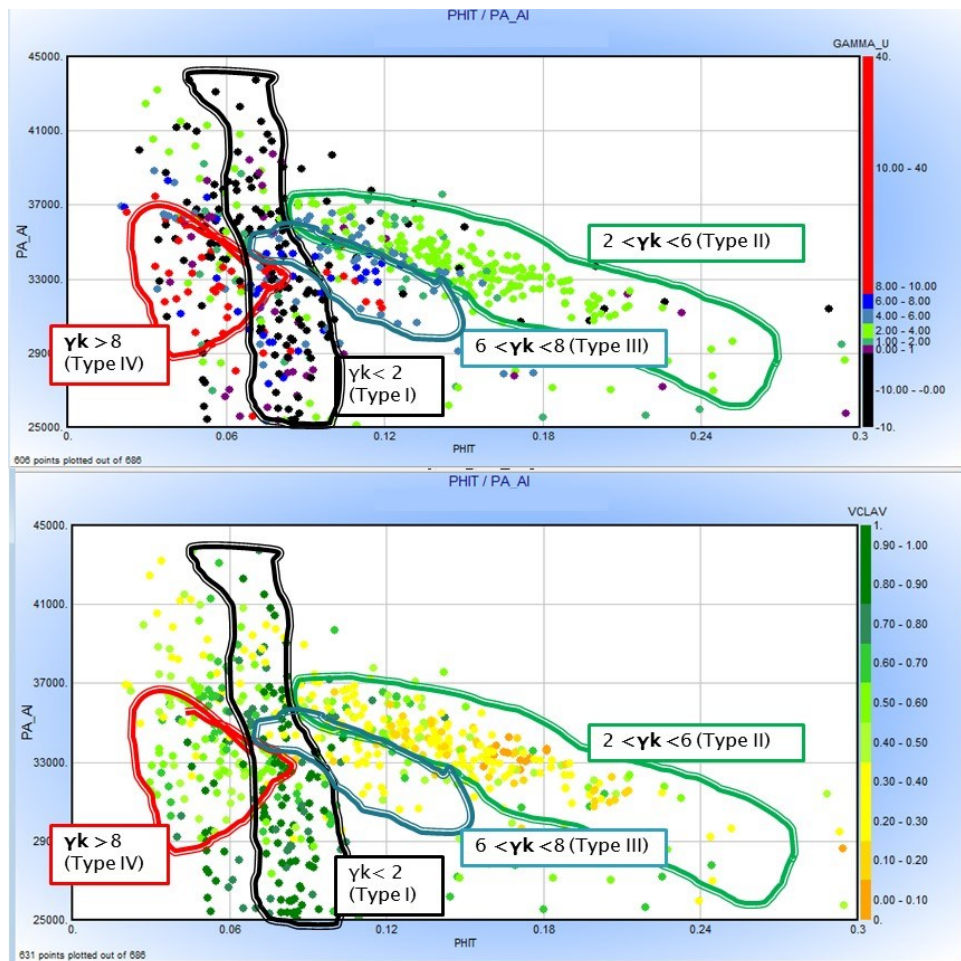 PHIT / PA_AI
GAMMA_U
45000.
41000.
37000.
33000.
29000
25000.
PA_AI
0.
0.06
0.12
0.18
0.24
0.3
PHIT
606 points plotted out of 686
40.
10.00 - 40
8.00 - 10.00
6.00 - 8.00
4.00 - 6.00
2.00 - 4.00
1.00 - 2.00
0.00 - 1
-10.00 - -0.00
-10.
2 <γk <6 (Type II)
6 <γk <8 (Type III)
γk >8
(Type IV)
γk< 2
(Type I)
PHIT / PA_AI
VCLAV
45000.
41000.
37000.
33000.
2900
25000.
PA_AI
0.
0.06
0.12
0.18
0.24
0.3
PHIT
631 points plotted out of 686
1.
0.90 - 1.00
0.80 - 0.90
0.70 - 0.80
0.60 - 0.70
0.50 - 0.60
0.40 - 0.50
0.30 - 0.40
0.20 - 0.30
0.10 - 0.20
0.00 - 0.10
0.
2 <γk <6 (Type II)
6 <γk <8 (Type III)
γk >8
(Type IV)
γk< 2
(Type I)